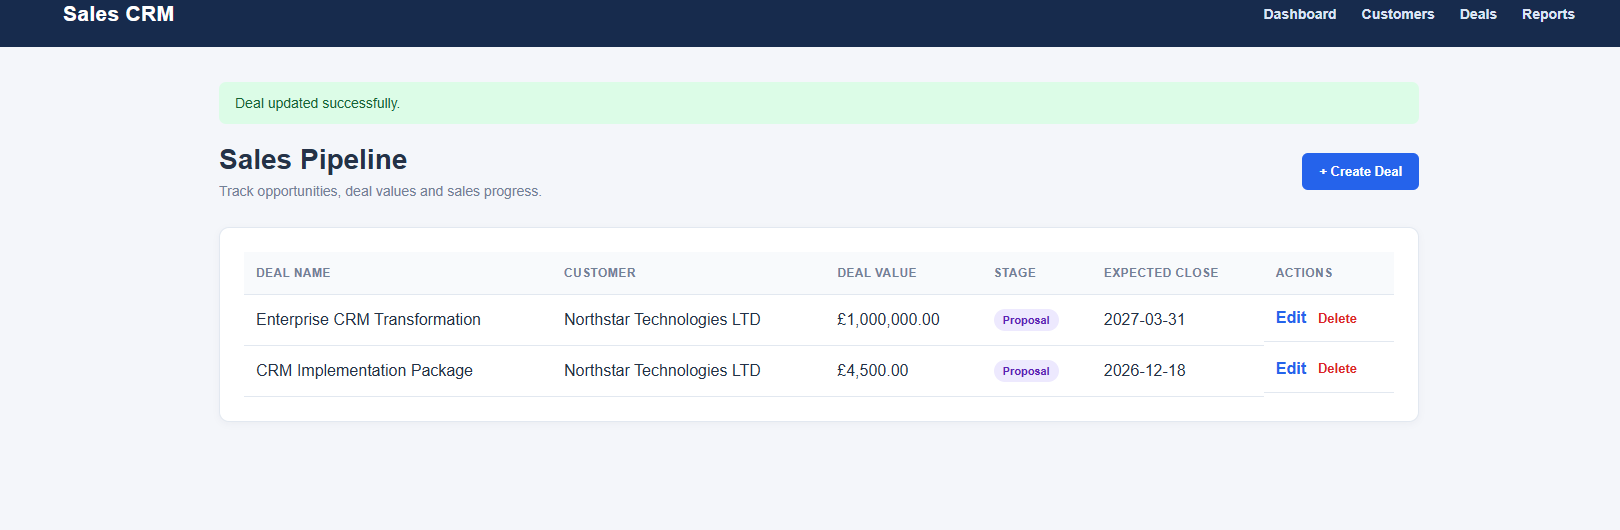 Sales CRM
Dashboard Customers Deals Reports
Deal updated successfully.
Sales Pipeline
Track opportunities, deal values and sales progress.
+ Create Deal
DEAL NAME CUSTOMER DEAL VALUE STAGE EXPECTED CLOSE ACTIONS
Enterprise CRM Transformation Northstar Technologies LTD £1,000,000.00 Proposal 2027-03-31 Edit Delete
CRM Implementation Package Northstar Technologies LTD £4,500.00 Proposal 2026-12-18 Edit Delete